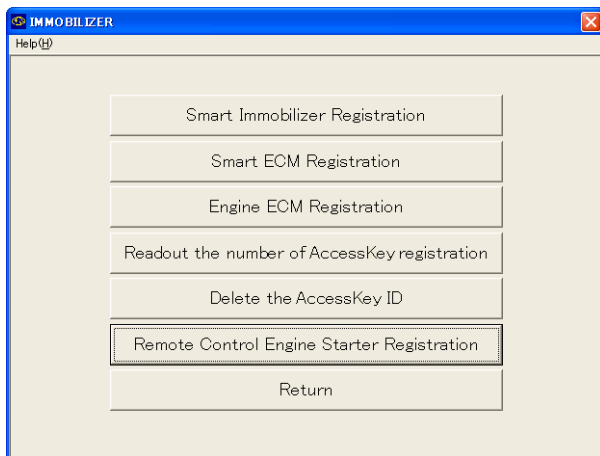 IMMOBILIZER
Help(H)
Smart Immobilizer Registration
Smart ECM Registration
Engine ECM Registration
Readout the number of AccessKey registration
Delete the AccessKey ID
Remote Control Engine Starter Registration
Return